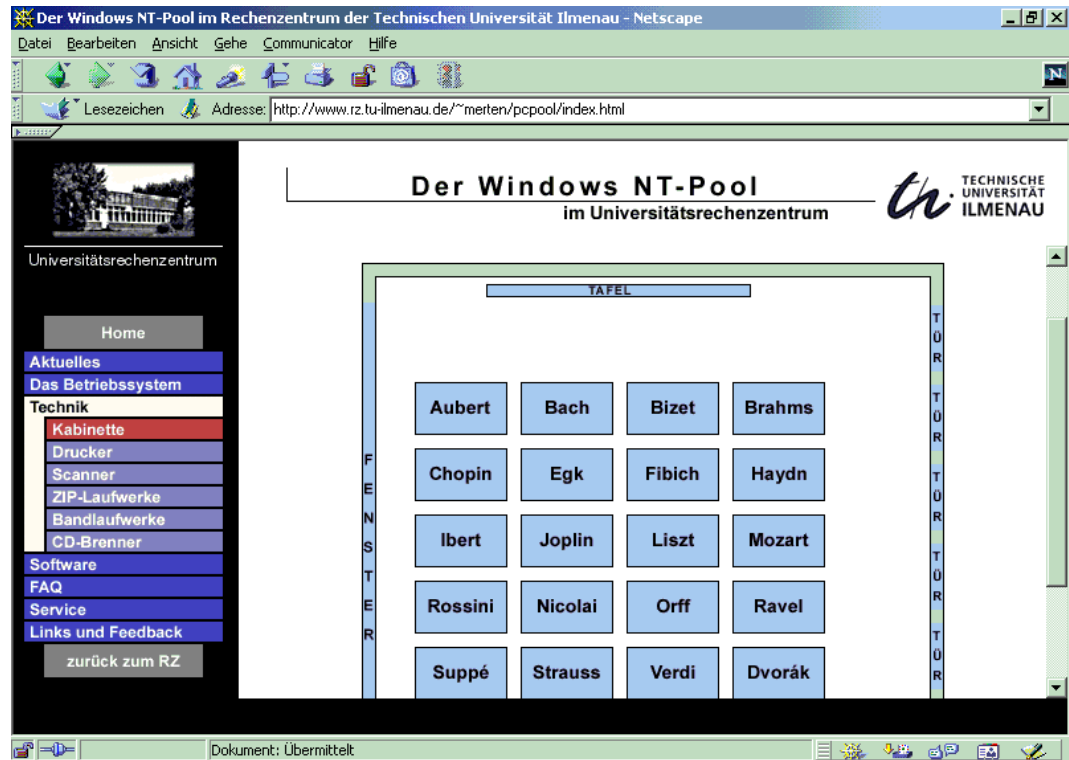 Der Windows NT-Pool im Rechenzentrum der Technischen Universität Ilmenau - Netscape
Datei Bearbeiten Ansicht Gehe Communicator Hilfe
N
Lesezeichen Adresse: http://www.rz.tu-ilmenau.de/~merten/pcpool/index.html
Der Windows NT-Pool
im Universitätsrechenzentrum
th.
TECHNISCHE
UNIVERSITÄT
ILMENAU
Universitätsrechenzentrum
Home
Aktuelles
Das Betriebssystem
Technik
Kabinette
Drucker
Scanner
ZIP-Laufwerke
Bandlaufwerke
CD-Brenner
Software
FAQ
Service
Links und Feedback
zurück zum RZ
TAFEL
FENSTER
Aubert Bach Bizet Brahms
Chopin Egk Fibich Haydn
Ibert Joplin Liszt Mozart
Rossini Nicolai Orff Ravel
Suppé Strauss Verdi Dvorák
TÜR
TÜR
TÜR
TÜR
TÜR
Dokument: Übermittelt